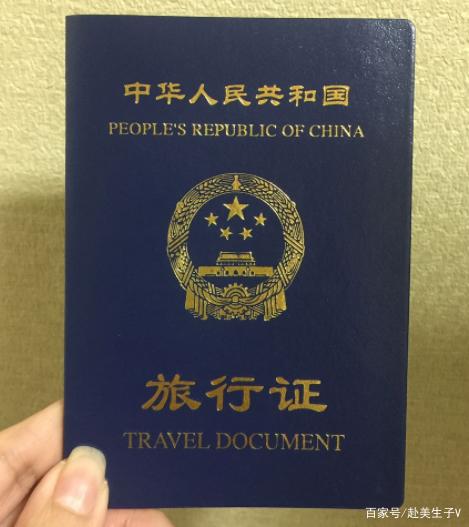 中华人民共和国
PEOPLE'S REPUBLIC OF CHINA
旅行证
TRAVEL DOCUMENT
百家号/赴美生子V